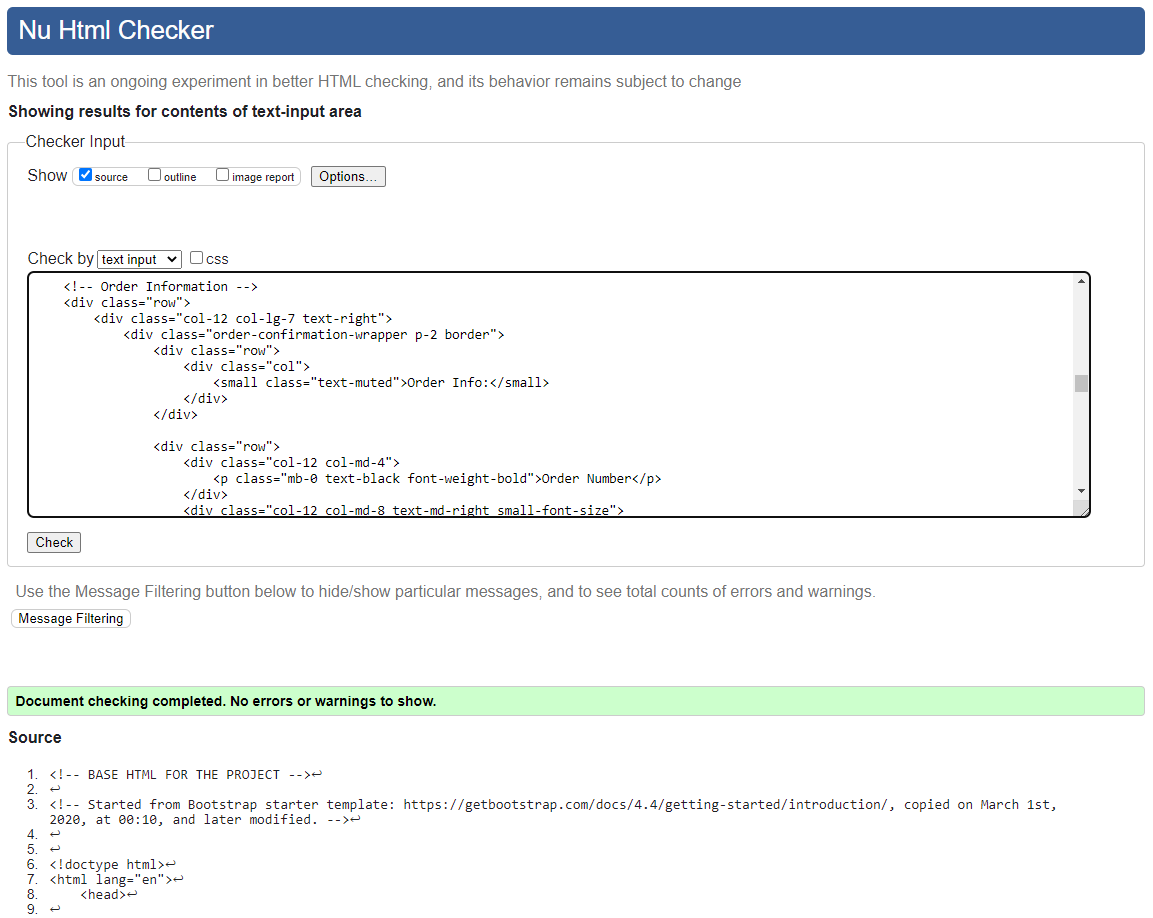 Nu Html Checker
This tool is an ongoing experiment in better HTML checking, and its behavior remains subject to change
Showing results for contents of text-input area
Checker Input
Show source outline image report Options...
Check by text input css
<!-- Order Information -->
<div class="row">
<div class="col-12 col-lg-7 text-right">
<div class="order-confirmation-wrapper p-2 border">
<div class="row">
<div class="col">
<small class="text-muted">Order Info:</small>
</div>
</div>
<div class="row">
<div class="col-12 col-md-4">
<p class="mb-0 text-black font-weight-bold">Order Number</p>
</div>
<div class="col-12 col-md-8 text-md-right small-font-size">
Check
Use the Message Filtering button below to hide/show particular messages, and to see total counts of errors and warnings.
Message Filtering
Document checking completed. No errors or warnings to show.
Source
1. <!-- BASE HTML FOR THE PROJECT -->↩
2. ↩
3. <!-- Started from Bootstrap starter template: https://getbootstrap.com/docs/4.4/getting-started/introduction/, copied on March 1st,
2020, at 00:10, and later modified. -->↩
4. ↩
5. ↩
6. <!doctype html>↩
7. <html lang="en">↩
8. <head>↩
9. ↩